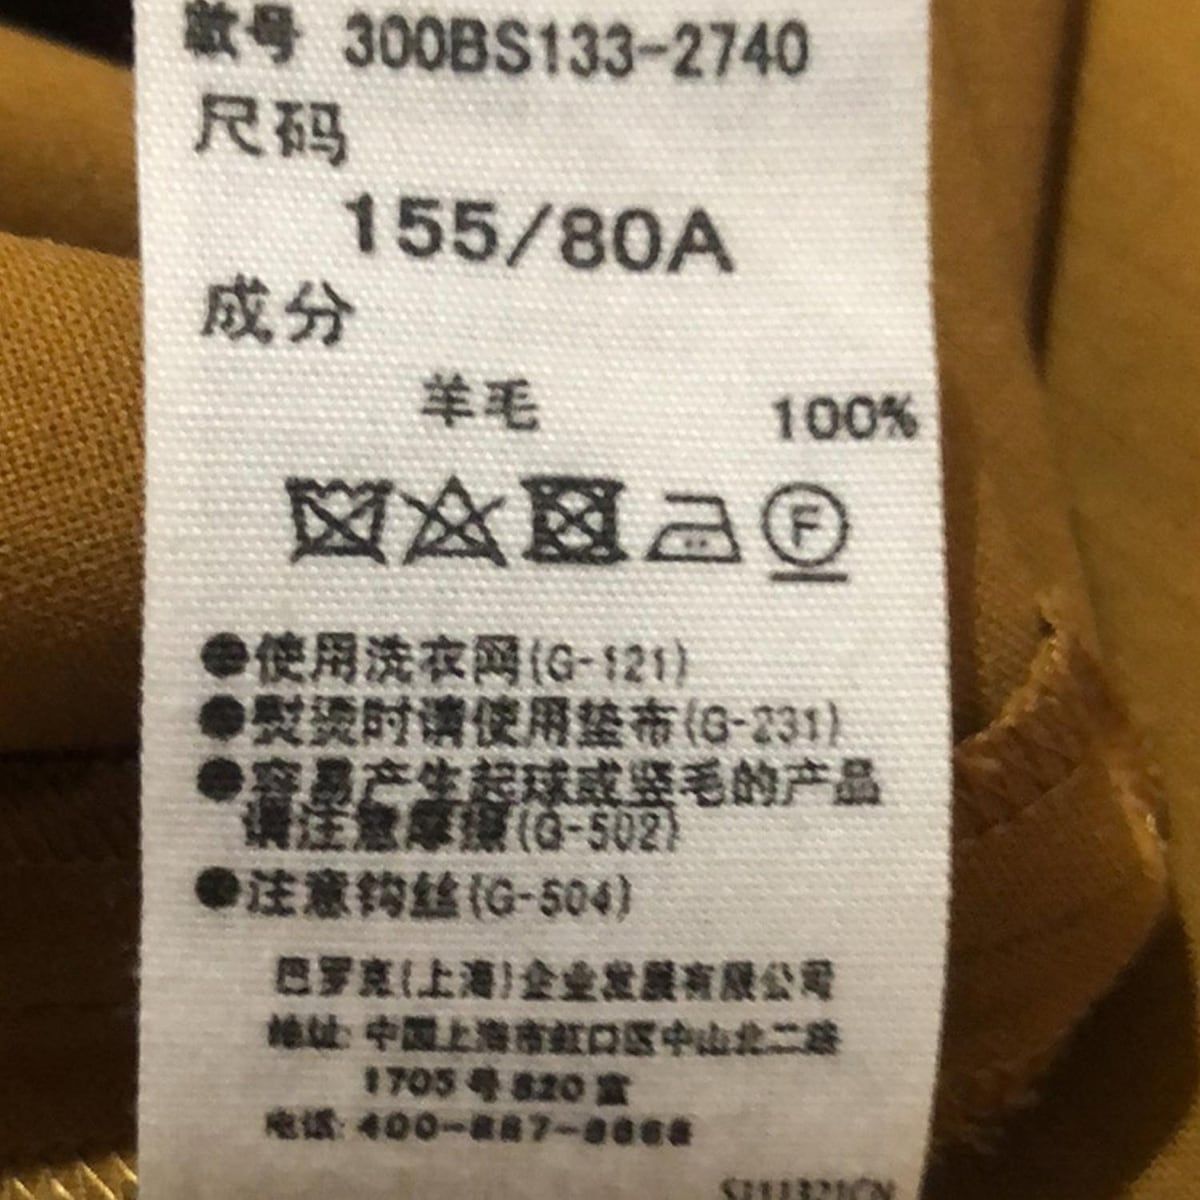 款号 300BS133-2740
尺码
155/80A
成分
羊毛 100%
F
●使用洗衣网(G-121)
●熨烫时请使用垫布(G-231)
●容易产生起球或竖毛的产品
请注意摩擦(G-502)
●注意钩丝(G-504)
巴罗克(上海)企业发展有限公司
地址: 中国上海市虹口区中山北二路
1705号820室
电话: